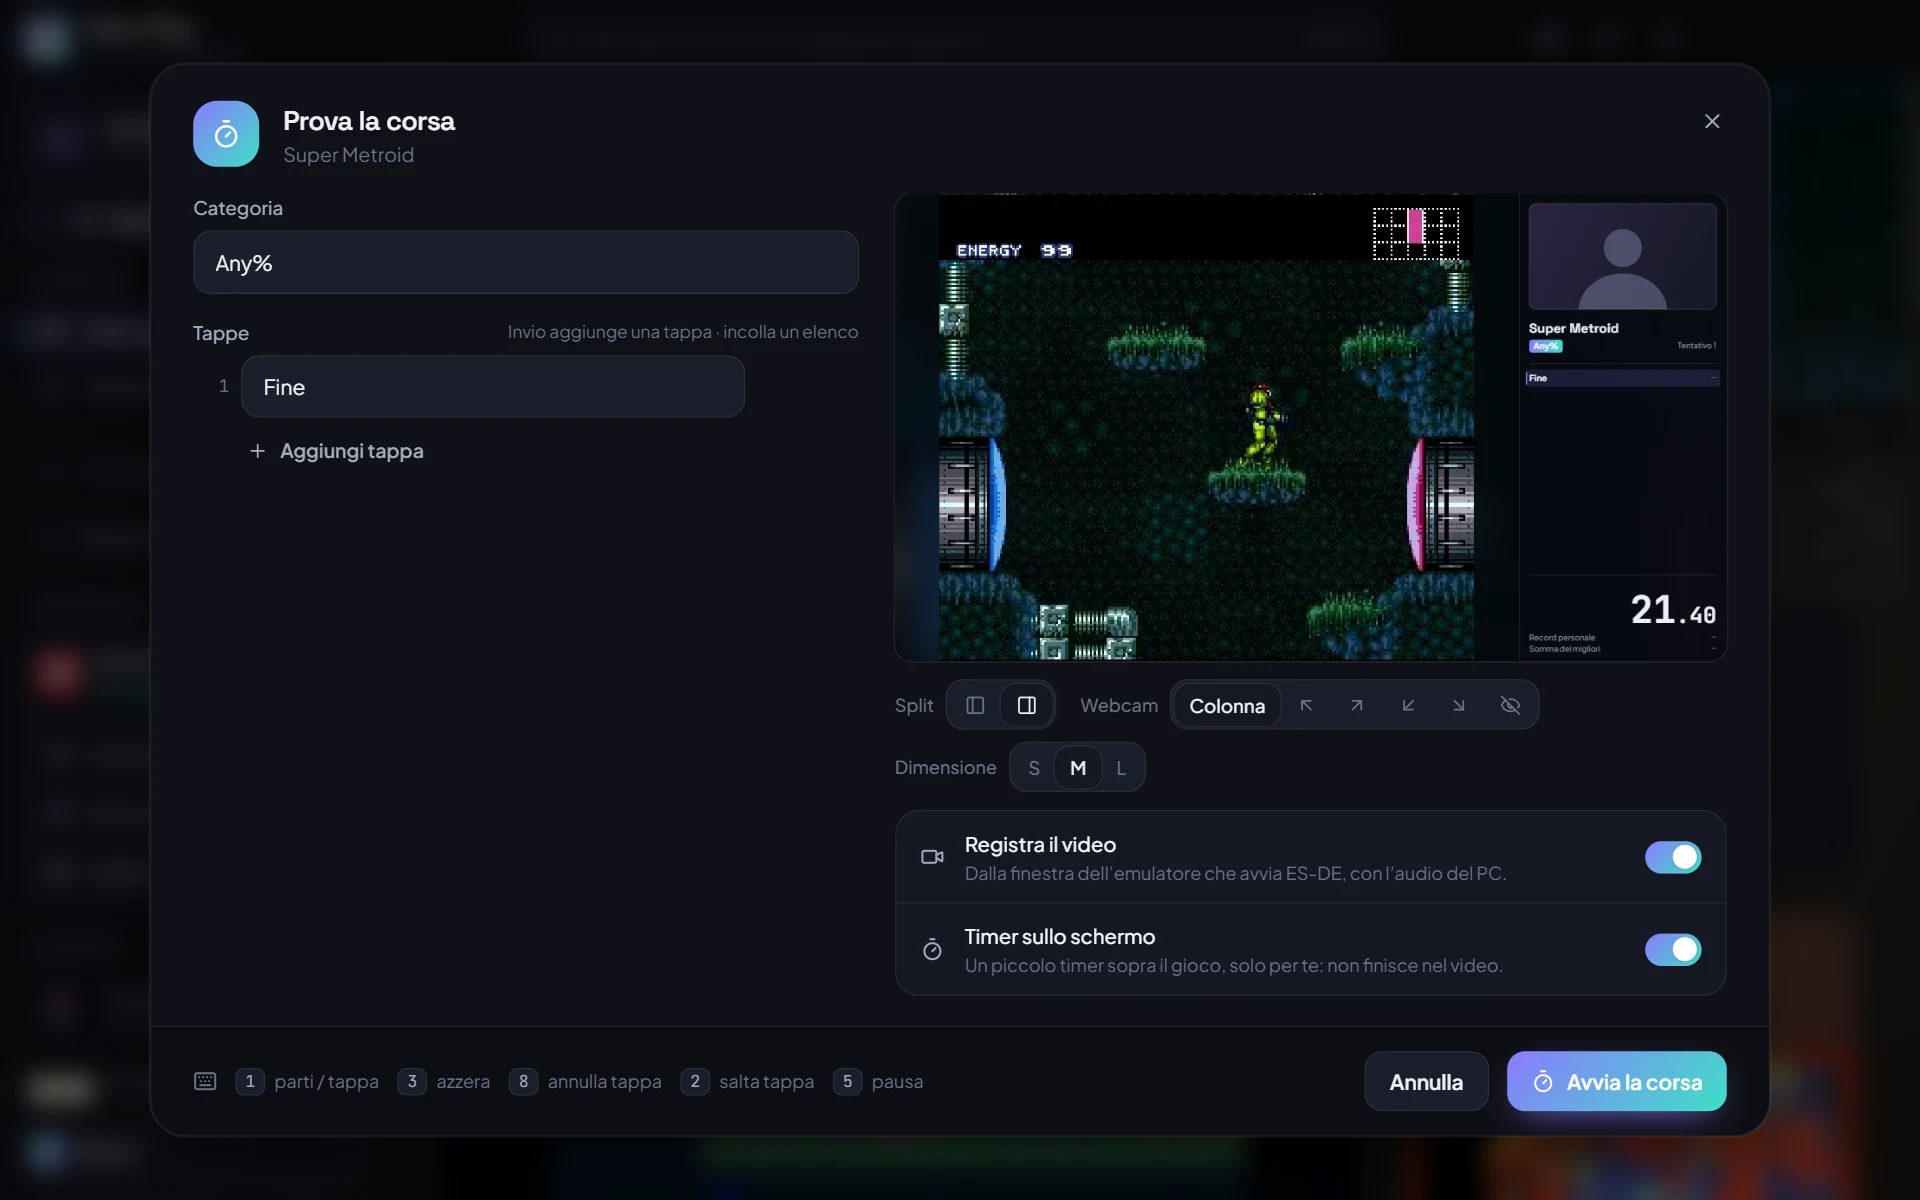 Prova la corsa
Super Metroid
Categoria
Any%
Tappe
Invio aggiunge una tappa · incolla un elenco
1
Fine
Aggiungi tappa
ENERGY 99
Super Metroid
Any%
Tentativo 1
Fine
21.40
Record personale
Somma dei migliori
Split
Webcam
Colonna
Dimensione
S
M
L
Registra il video
Dalla finestra dell'emulatore che avvia ES-DE, con l'audio del PC.
Timer sullo schermo
Un piccolo timer sopra il gioco, solo per te: non finisce nel video.
1 parti / tappa 3 azzera 8 annulla tappa 2 salta tappa 5 pausa
Annulla
Avvia la corsa